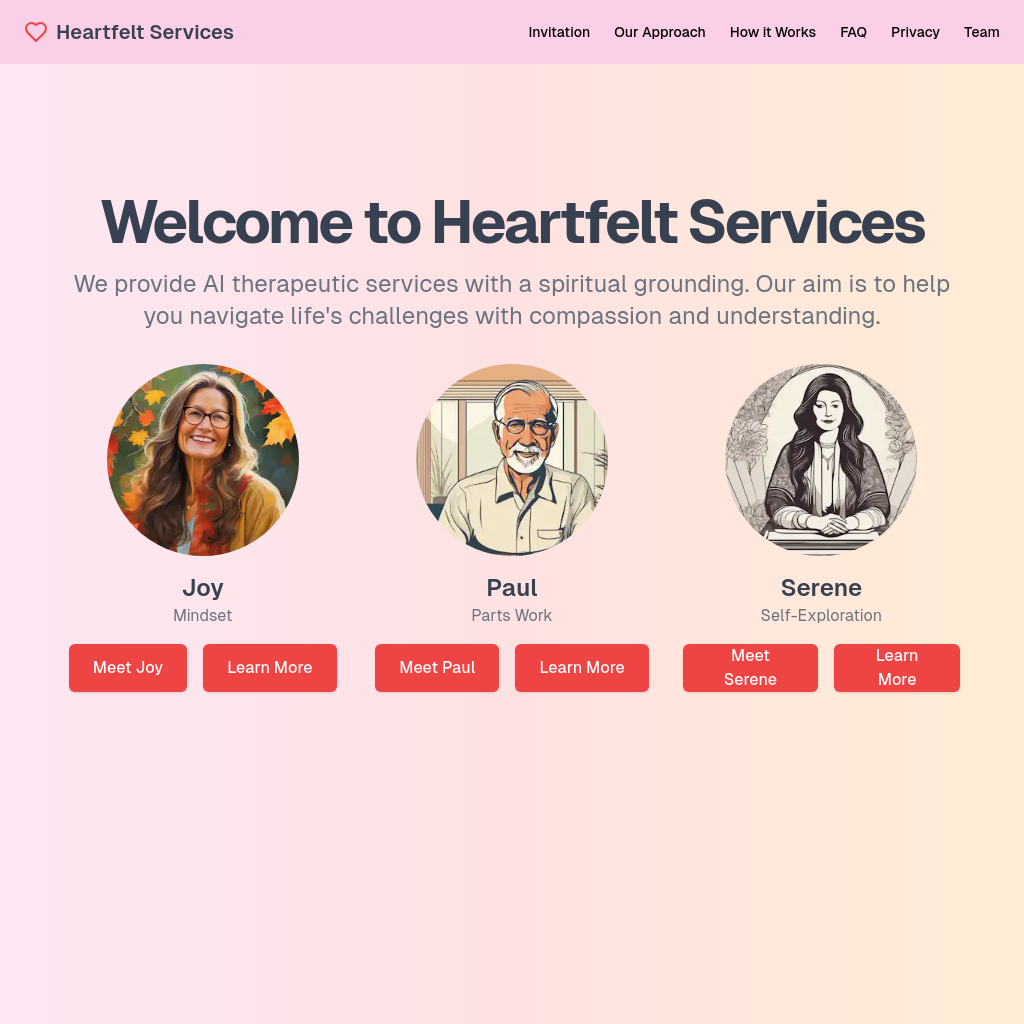 Heartfelt Services
Invitation
Our Approach
How it Works
FAQ
Privacy
Team
Welcome to Heartfelt Services
We provide AI therapeutic services with a spiritual grounding. Our aim is to help
you navigate life's challenges with compassion and understanding.
Joy
Mindset
Meet Joy
Learn More
Paul
Parts Work
Meet Paul
Learn More
Serene
Self-Exploration
Meet
Serene
Learn
More